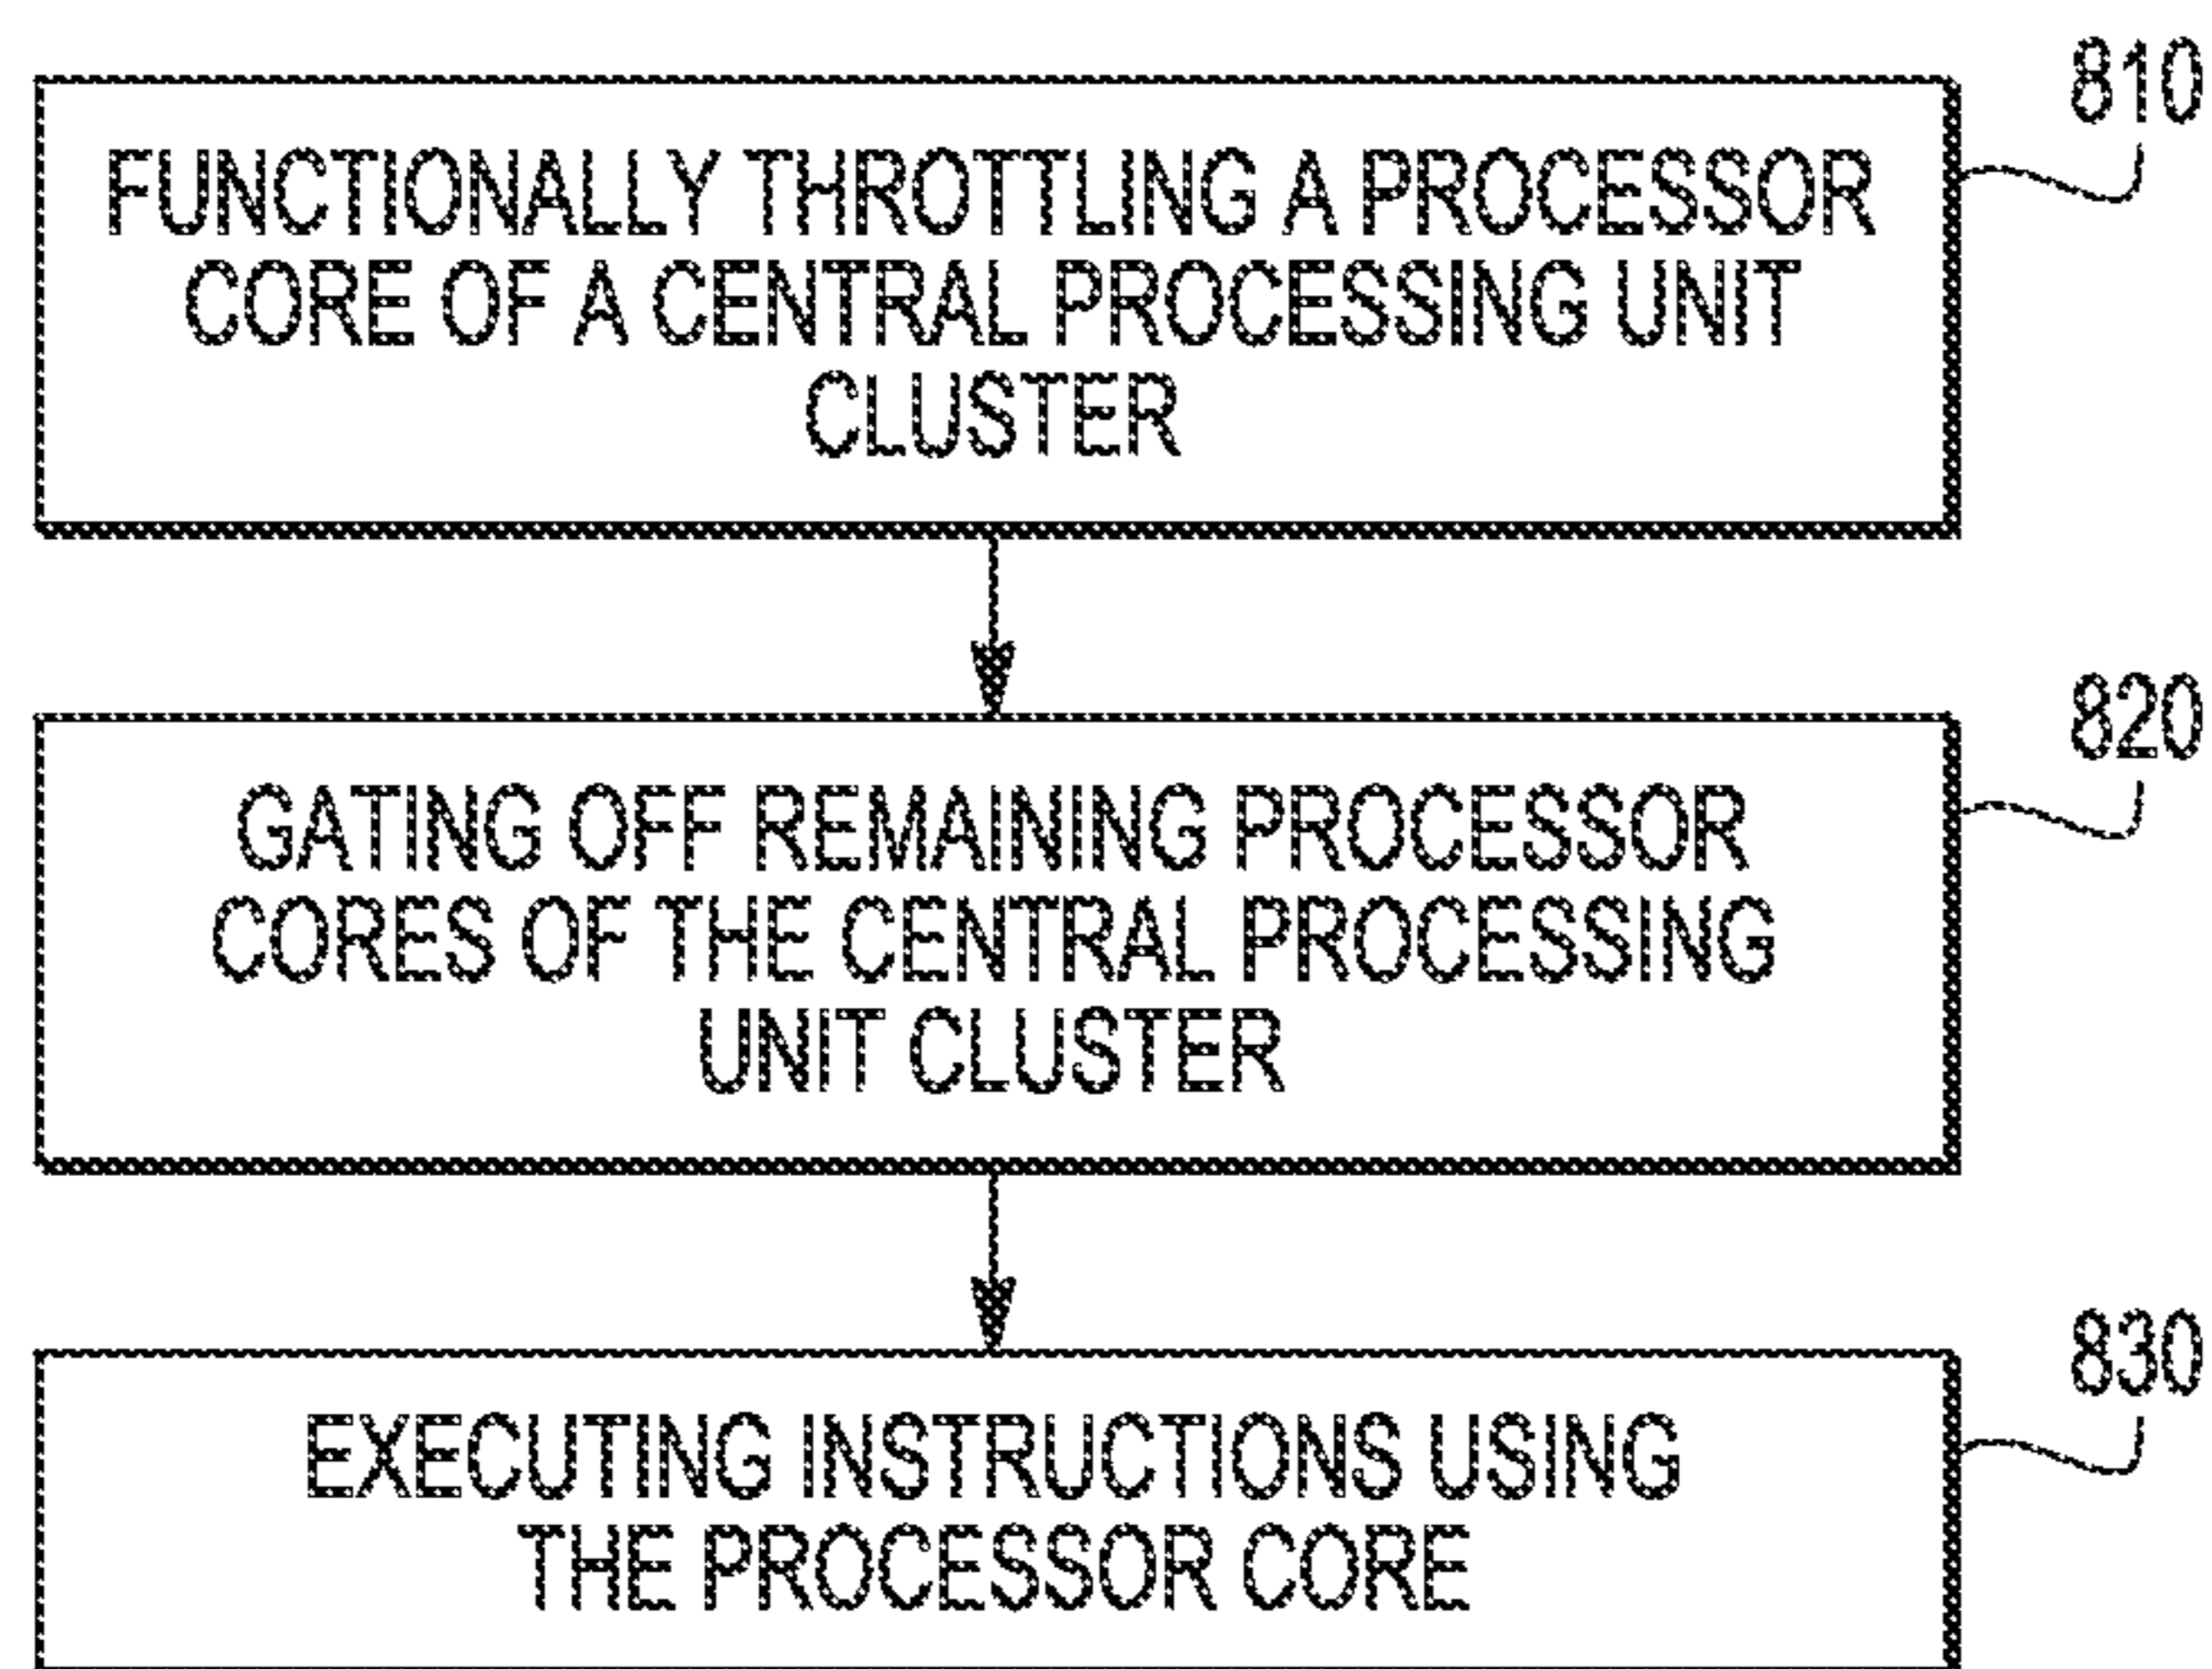 810
FUNCTIONALLY THROTTLING A PROCESSOR
CORE OF A CENTRAL PROCESSING UNIT
CLUSTER
820
GATING OFF REMAINING PROCESSOR
CORES OF THE CENTRAL PROCESSING
UNIT CLUSTER
830
EXECUTING INSTRUCTIONS USING
THE PROCESSOR CORE